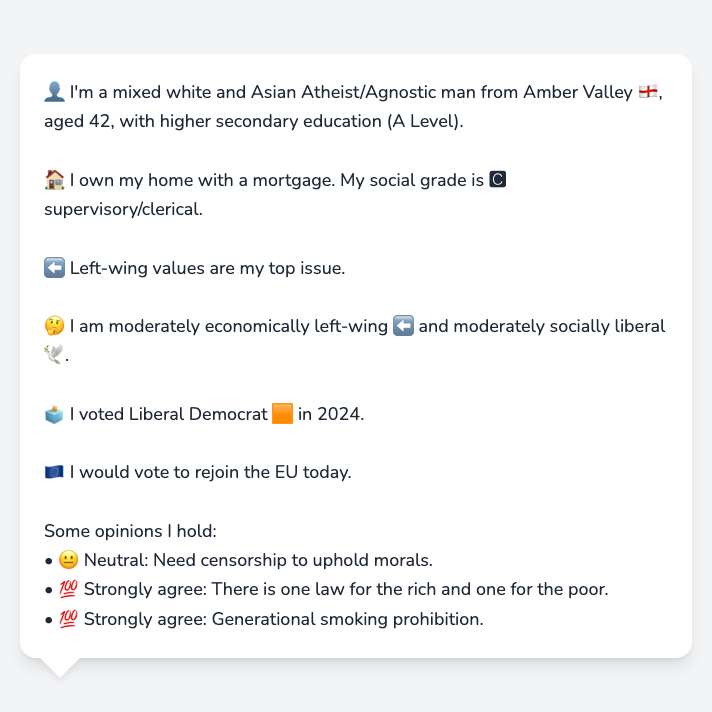 👤 I'm a mixed white and Asian Atheist/Agnostic man from Amber Valley 🏴󠁧󠁢󠁥󠁮󠁧󠁿,
aged 42, with higher secondary education (A Level).
🏠 I own my home with a mortgage. My social grade is 🅲
supervisory/clerical.
⬅️ Left-wing values are my top issue.
🤔 I am moderately economically left-wing ⬅️ and moderately socially liberal
🕊️.
🗳️ I voted Liberal Democrat 🟧 in 2024.
🇪🇺 I would vote to rejoin the EU today.
Some opinions I hold:
• 😐 Neutral: Need censorship to uphold morals.
• 💯 Strongly agree: There is one law for the rich and one for the poor.
• 💯 Strongly agree: Generational smoking prohibition.